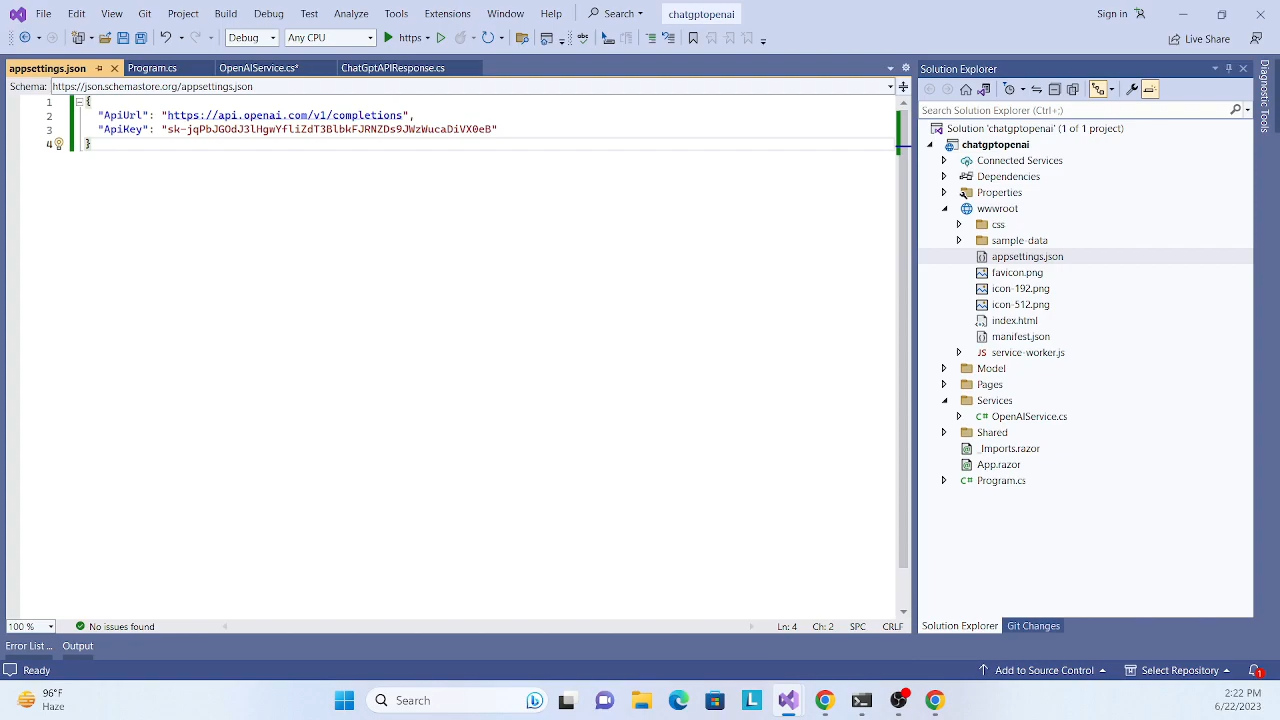 File Edit View Git Project Build Debug Test Analyze Tools Extensions Window Help Search chatgptopenai Sign in
Debug Any CPU https Live Share
appsettings.json Program.cs OpenAIService.cs* ChatGptAPIResponse.cs
Schema: https://json.schemastore.org/appsettings.json
1 {
2 "ApiUrl": "https://api.openai.com/v1/completions",
3 "ApiKey":
4 }
100 % No issues found Ln: 4 Ch: 2 SPC CRLF
Solution Explorer
Search Solution Explorer (Ctrl+;)
Solution 'chatgptopenai' (1 of 1 project)
chatgptopenai
Connected Services
Dependencies
Properties
wwwroot
css
sample-data
appsettings.json
favicon.png
icon-192.png
icon-512.png
index.html
manifest.json
JS service-worker.js
Model
Pages
Services
C# OpenAIService.cs
Shared
_Imports.razor
App.razor
C# Program.cs
Solution Explorer Git Changes
Diagnostic Tools
Error List ... Output
Ready Add to Source Control Select Repository 1
96°F
Haze
Search
2:22 PM
6/22/2023